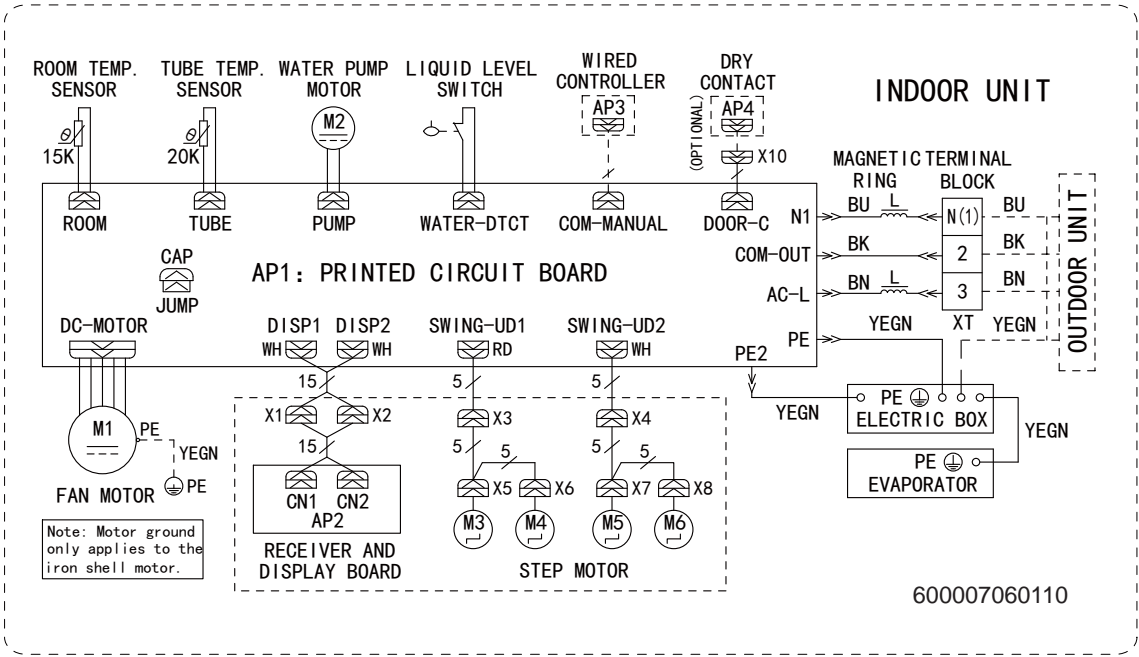 ROOM TEMP.
SENSOR
TUBE TEMP.
SENSOR
WATER PUMP
MOTOR
LIQUID LEVEL
SWITCH
WIRED
CONTROLLER
DRY
CONTACT
INDOOR UNIT
θ
15K
θ
20K
M2
AP3
(OPTIONAL)
AP4
X10
MAGNETIC
RING
TERMINAL
BLOCK
ROOM
TUBE
PUMP
WATER-DTCT
COM-MANUAL
DOOR-C
N1
BU
L
N(1)
BU
CAP
JUMP
AP1: PRINTED CIRCUIT BOARD
COM-OUT
BK
2
BK
AC-L
BN
L
3
BN
OUTDOOR UNIT
DC-MOTOR
DISP1
DISP2
SWING-UD1
SWING-UD2
WH
WH
RD
WH
PE
YEGN
XT
YEGN
PE2
15
5
5
X1
X2
X3
X4
YEGN
PE
ELECTRIC BOX
YEGN
M1
PE
YEGN
PE
FAN MOTOR
15
5
5
5
5
CN1
CN2
AP2
X5
X6
X7
X8
PE
EVAPORATOR
M3
M4
M5
M6
Note: Motor ground
only applies to the
iron shell motor.
RECEIVER AND
DISPLAY BOARD
STEP MOTOR
600007060110